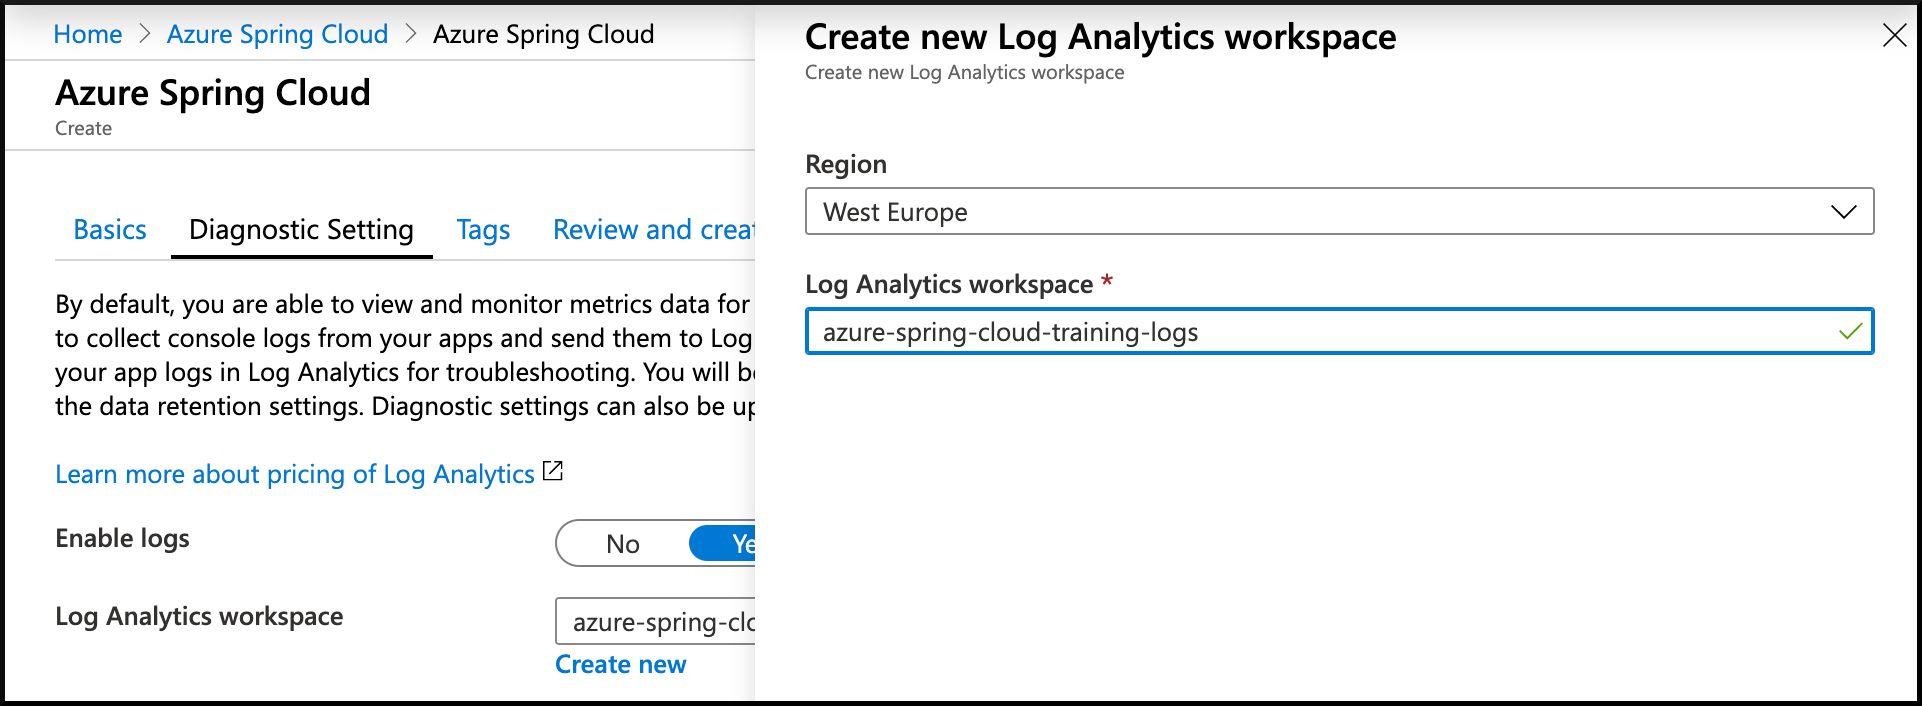 Home > Azure Spring Cloud > Azure Spring Cloud
Azure Spring Cloud
Create
Basics Diagnostic Setting Tags Review and creat
By default, you are able to view and monitor metrics data for
to collect console logs from your apps and send them to Log
your app logs in Log Analytics for troubleshooting. You will b
the data retention settings. Diagnostic settings can also be up
Learn more about pricing of Log Analytics
Enable logs
No Ye
Log Analytics workspace
azure-spring-clo
Create new
Create new Log Analytics workspace
Create new Log Analytics workspace
Region
West Europe
Log Analytics workspace *
azure-spring-cloud-training-logs